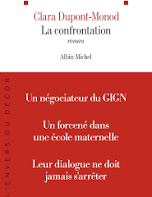 Clara Dupont-Monod
La confrontation
roman
Albin Michel
Un négociateur du GIGN
Un forcené dans
une école maternelle
Leur dialogue ne doit
jamais s'arrêter
L'ENVERS DU DÉCOR